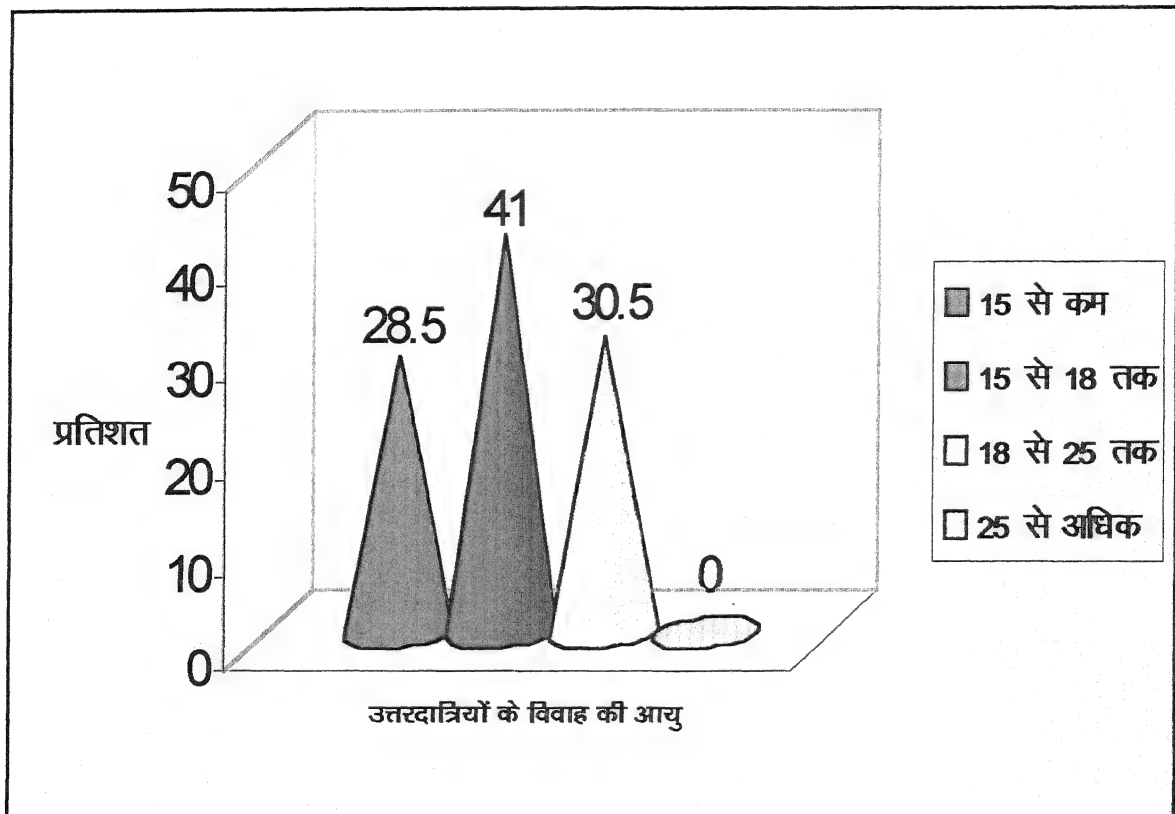 50
40
30
20
10
0
प्रतिशत
28.5
41
30.5
0
उत्तरदात्रियों के विवाह की आयु
15 से कम
15 से 18 तक
18 से 25 तक
25 से अधिक